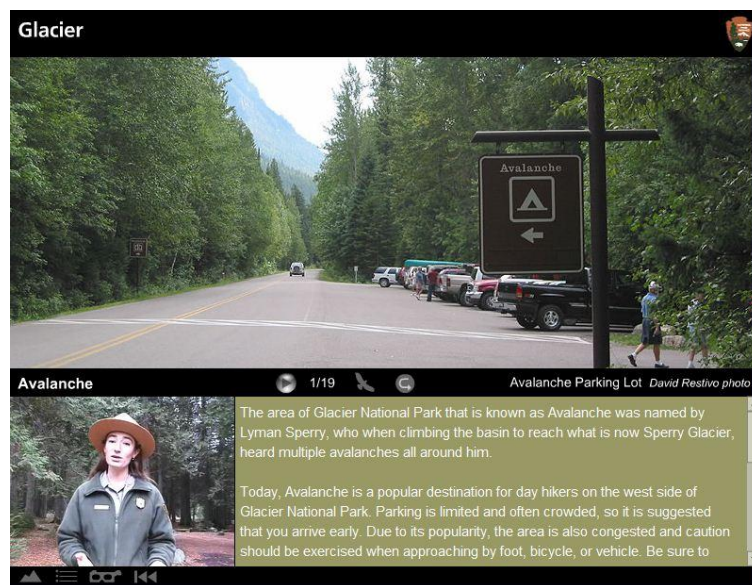 Glacier
Avalanche
Avalanche
1/19
Avalanche Parking Lot David Restivo photo
The area of Glacier National Park that is known as Avalanche was named by
Lyman Sperry, who when climbing the basin to reach what is now Sperry Glacier,
heard multiple avalanches all around him.
Today, Avalanche is a popular destination for day hikers on the west side of
Glacier National Park. Parking is limited and often crowded, so it is suggested
that you arrive early. Due to its popularity, the area is also congested and caution
should be exercised when approaching by foot, bicycle, or vehicle. Be sure to